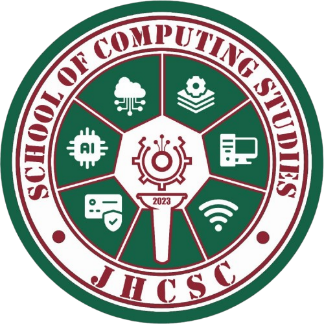 SCHOOL OF COMPUTING STUDIES
AI
2023
JHCSC